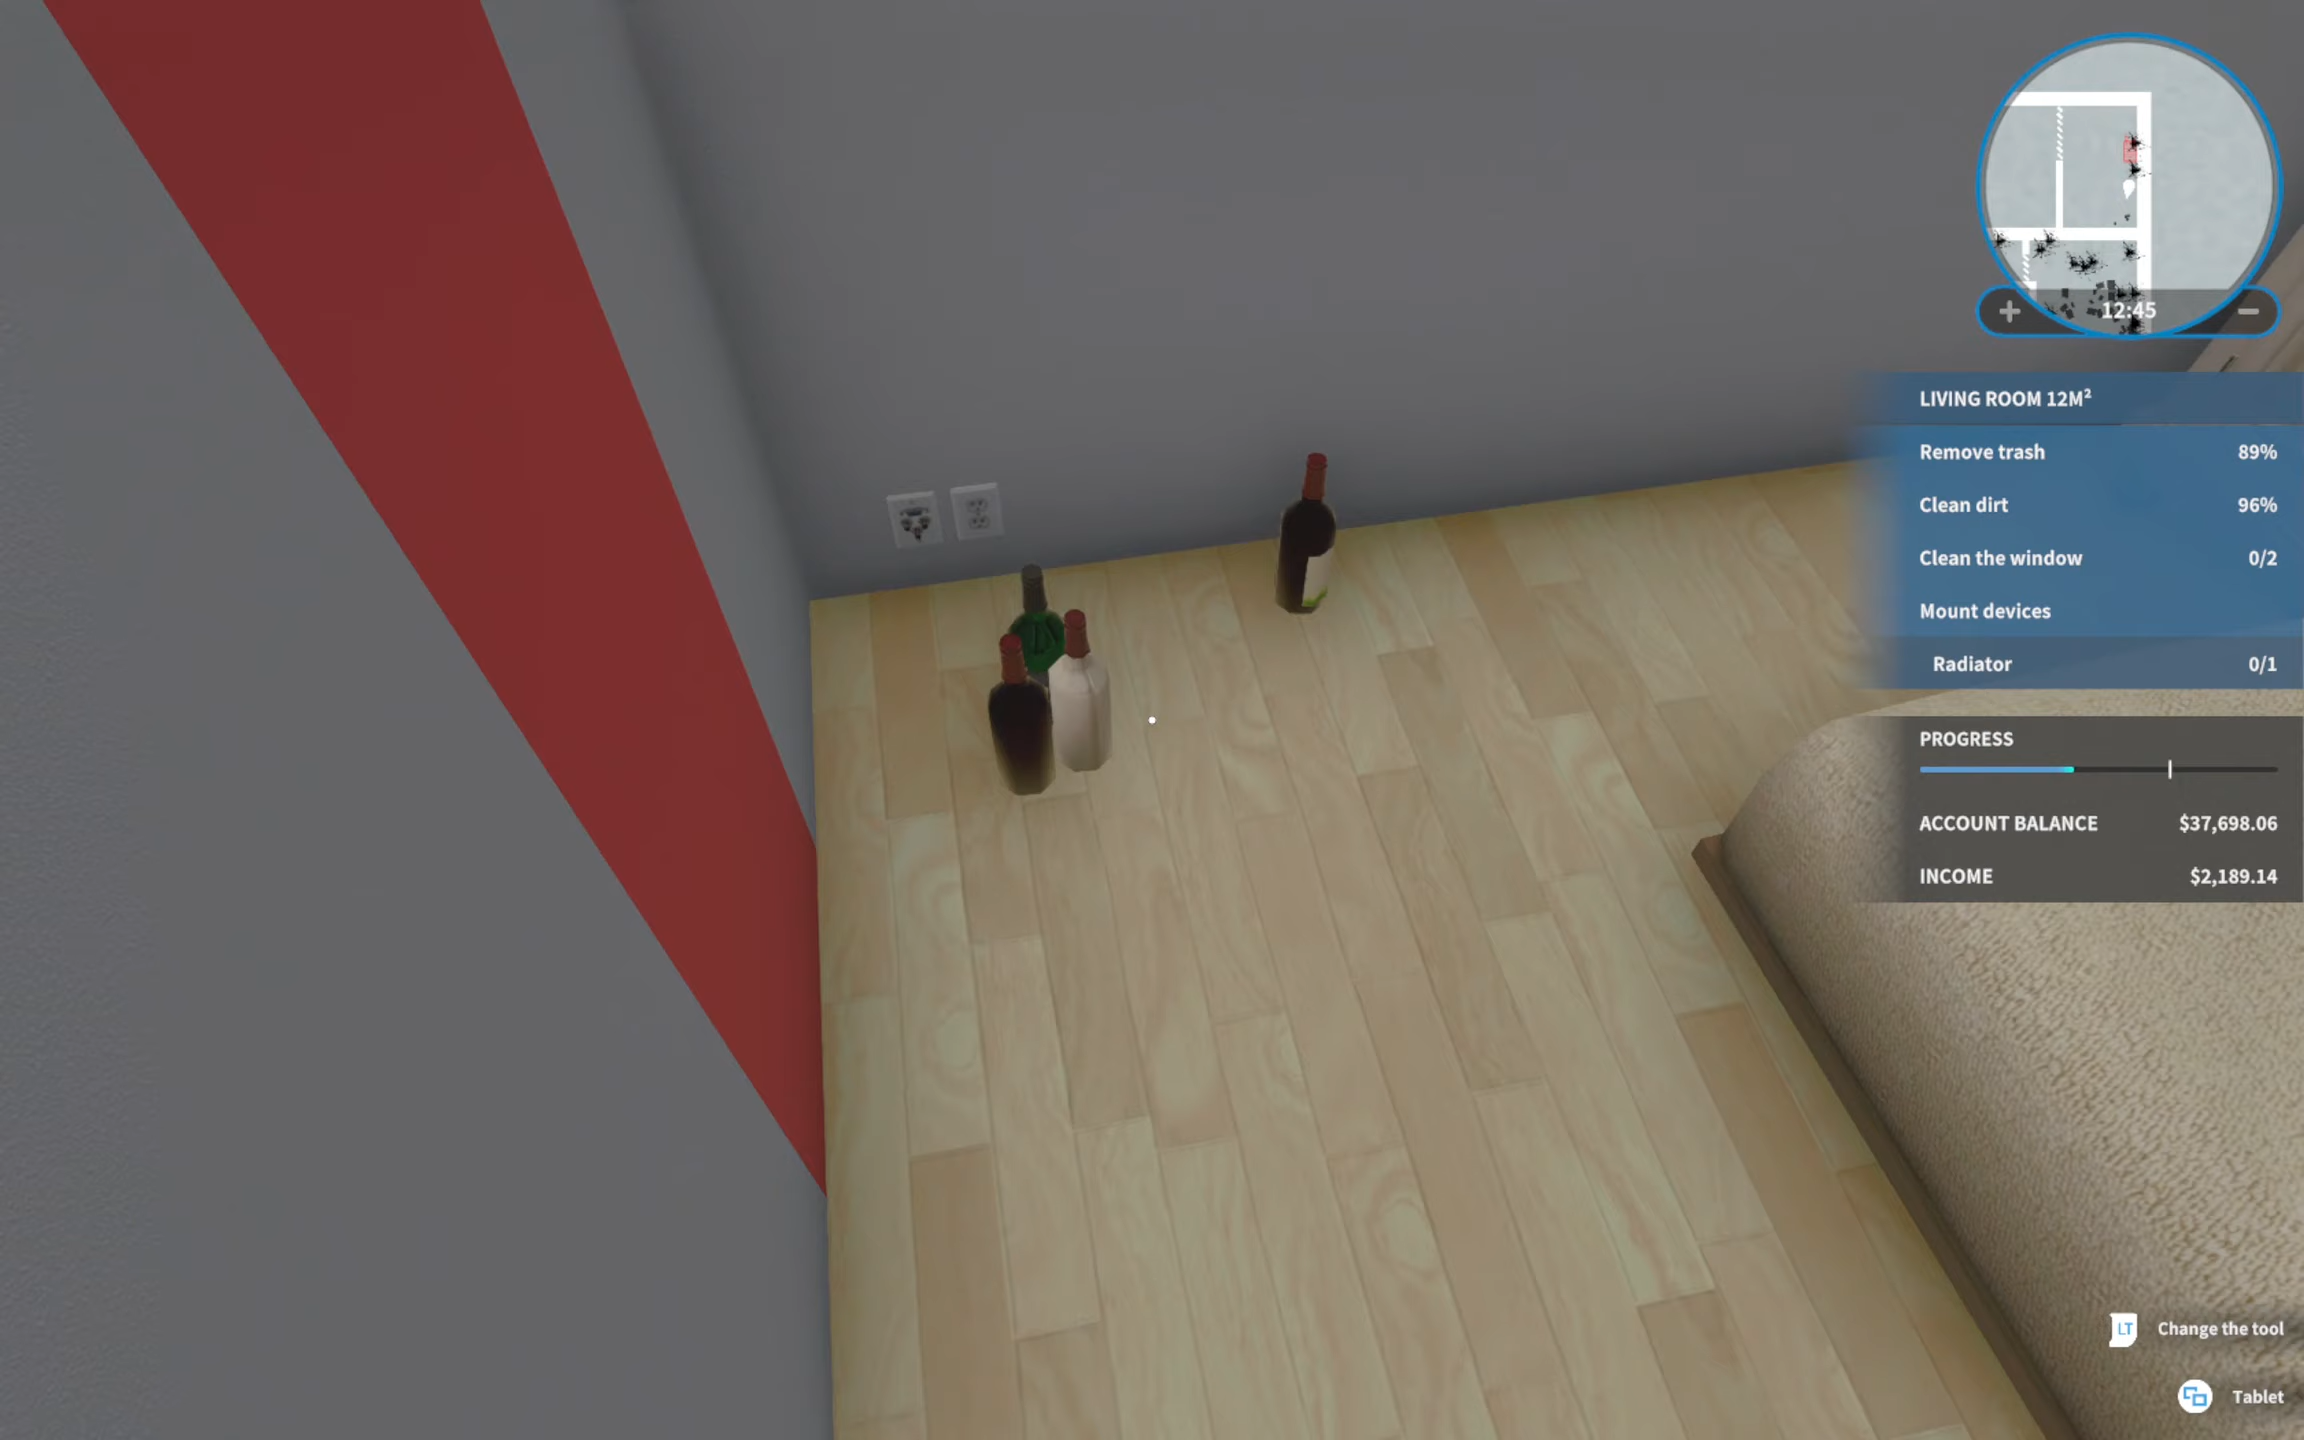 12:45
LIVING ROOM 12M²
Remove trash 89%
Clean dirt 96%
Clean the window 0/2
Mount devices
Radiator 0/1
PROGRESS
ACCOUNT BALANCE $37,698.06
INCOME $2,189.14
LT Change the tool
Tablet